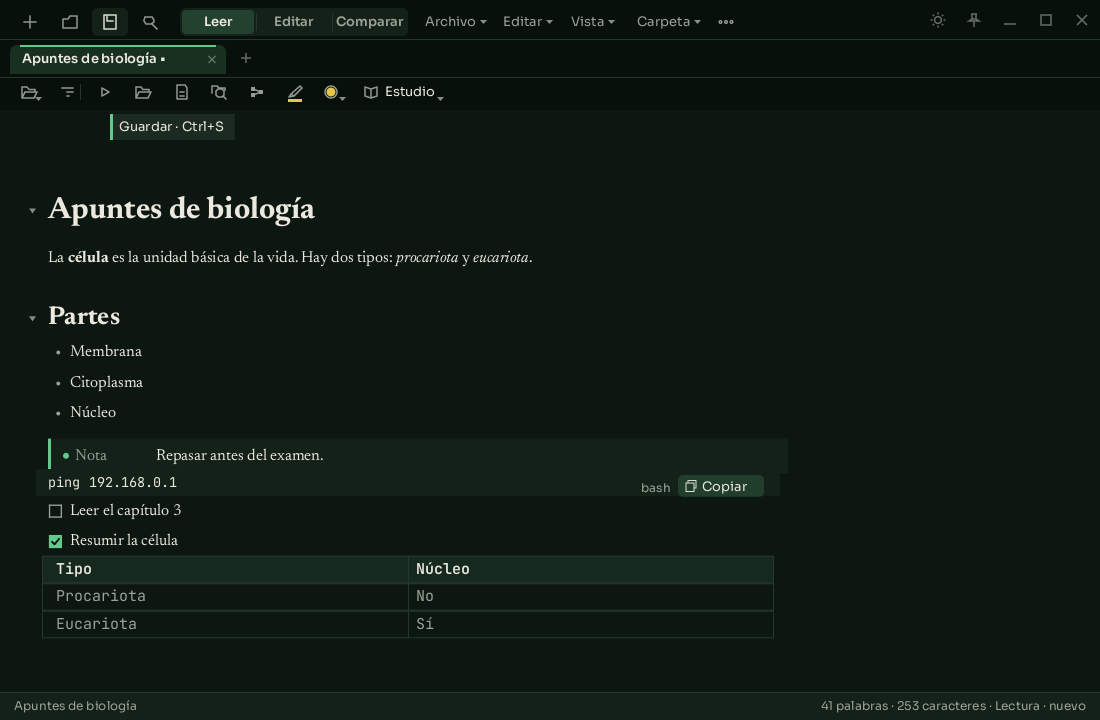 Leer Editar Comparar Archivo Editar Vista Carpeta
Apuntes de biología •
Estudio
Guardar · Ctrl+S
Apuntes de biología
La célula es la unidad básica de la vida. Hay dos tipos: procariota y eucariota.
Partes
• Membrana
• Citoplasma
• Núcleo
Nota Repasar antes del examen.
ping 192.168.0.1
bash Copiar
Leer el capítulo 3
Resumir la célula
Tipo Núcleo
Procariota No
Eucariota Sí
Apuntes de biología 41 palabras · 253 caracteres · Lectura · nuevo